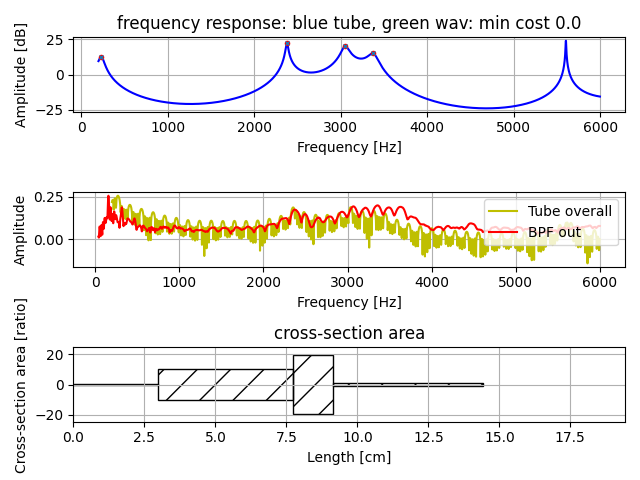 frequency response: blue tube, green wav: min cost 0.0
Amplitude [dB]
25
0
−25
0 1000 2000 3000 4000 5000 6000
Frequency [Hz]
Amplitude
0.25
0.00
Tube overall
BPF out
0 1000 2000 3000 4000 5000 6000
Frequency [Hz]
cross-section area
Cross-section area [ratio]
20
0
−20
0.0 2.5 5.0 7.5 10.0 12.5 15.0 17.5
Length [cm]